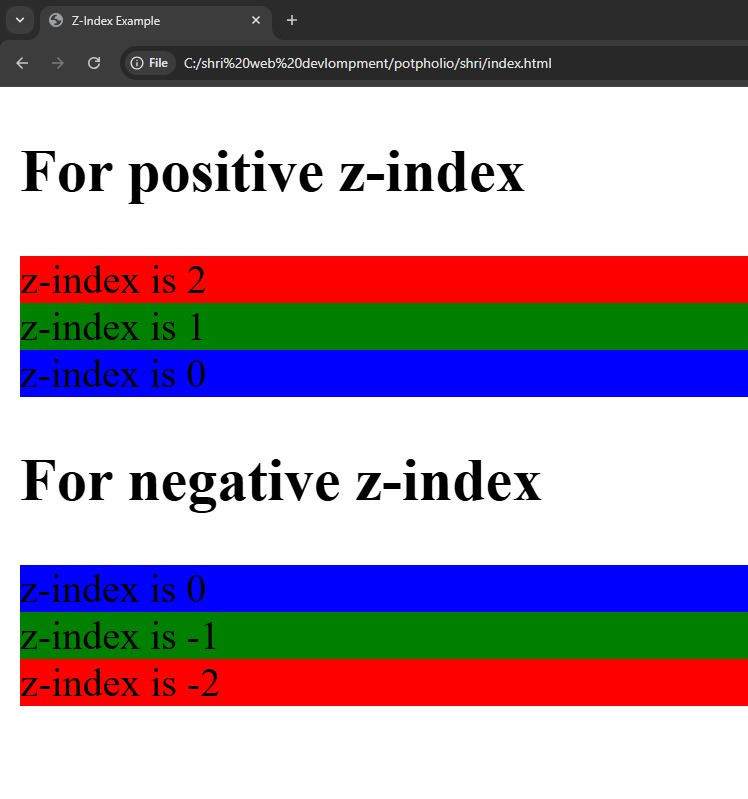 Z-Index Example
File C:/shri%20web%20devlompment/potpholio/shri/index.html
For positive z-index
z-index is 2
z-index is 1
z-index is 0
For negative z-index
z-index is 0
z-index is -1
z-index is -2